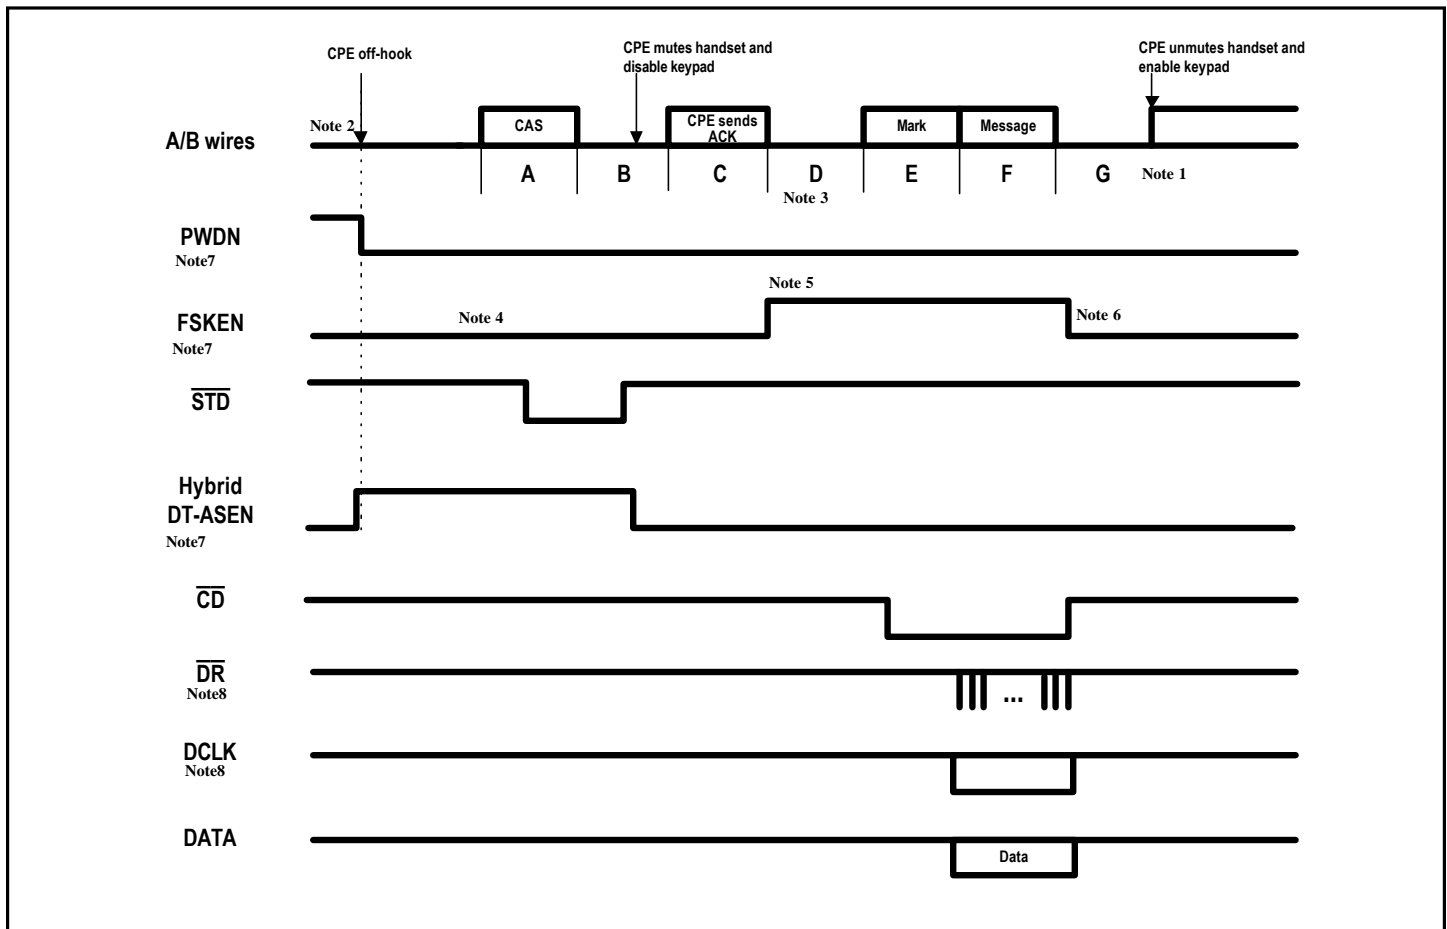 CPE off-hook
CPE mutes handset and
disable keypad
CPE unmutes handset and
enable keypad
A/B wires
Note 2
CAS
CPE sends
ACK
Mark
Message
A
B
C
D
E
F
G
Note 1
Note 3
PWDN
Note7
Note 5
FSKEN
Note7
Note 4
Note 6
STD
Hybrid
DT-ASEN
Note7
CD
DR
Note8
...
DCLK
Note8
DATA
Data